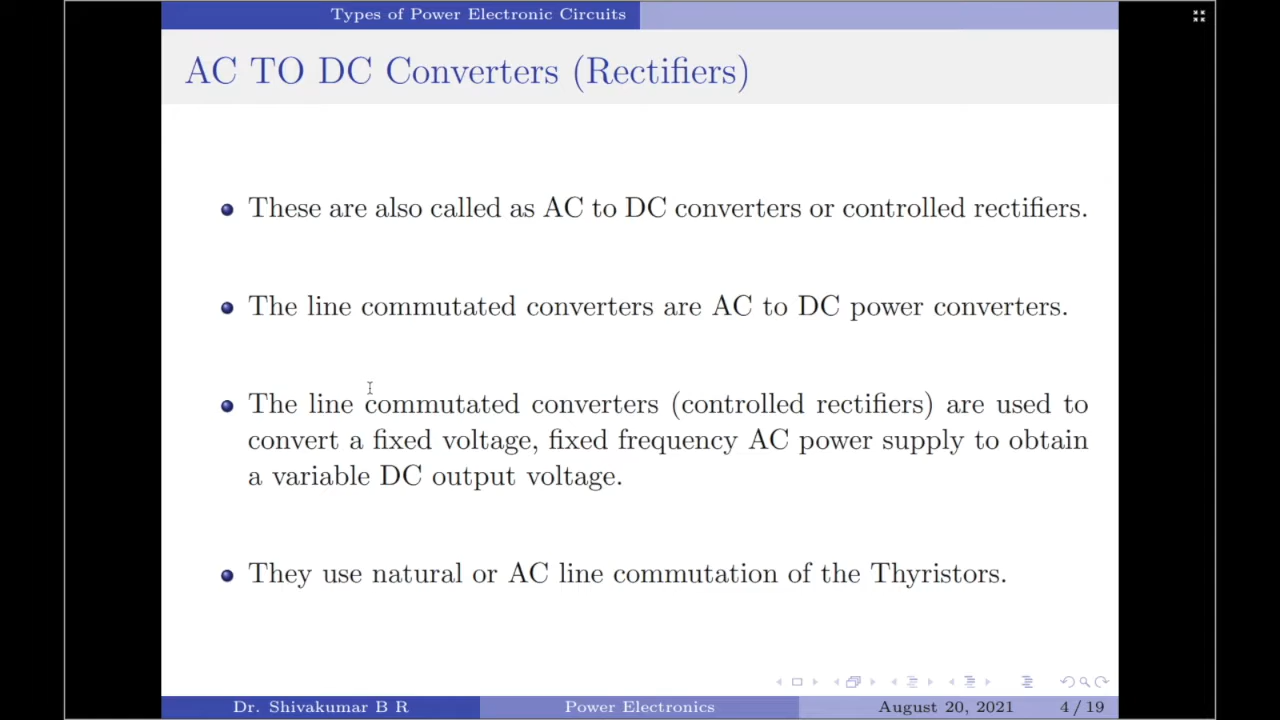 Types of Power Electronic Circuits
AC TO DC Converters (Rectifiers)
These are also called as AC to DC converters or controlled rectifiers.
The line commutated converters are AC to DC power converters.
The line commutated converters (controlled rectifiers) are used to
convert a fixed voltage, fixed frequency AC power supply to obtain
a variable DC output voltage.
They use natural or AC line commutation of the Thyristors.
Dr. Shivakumar B R Power Electronics August 20, 2021 4 / 19